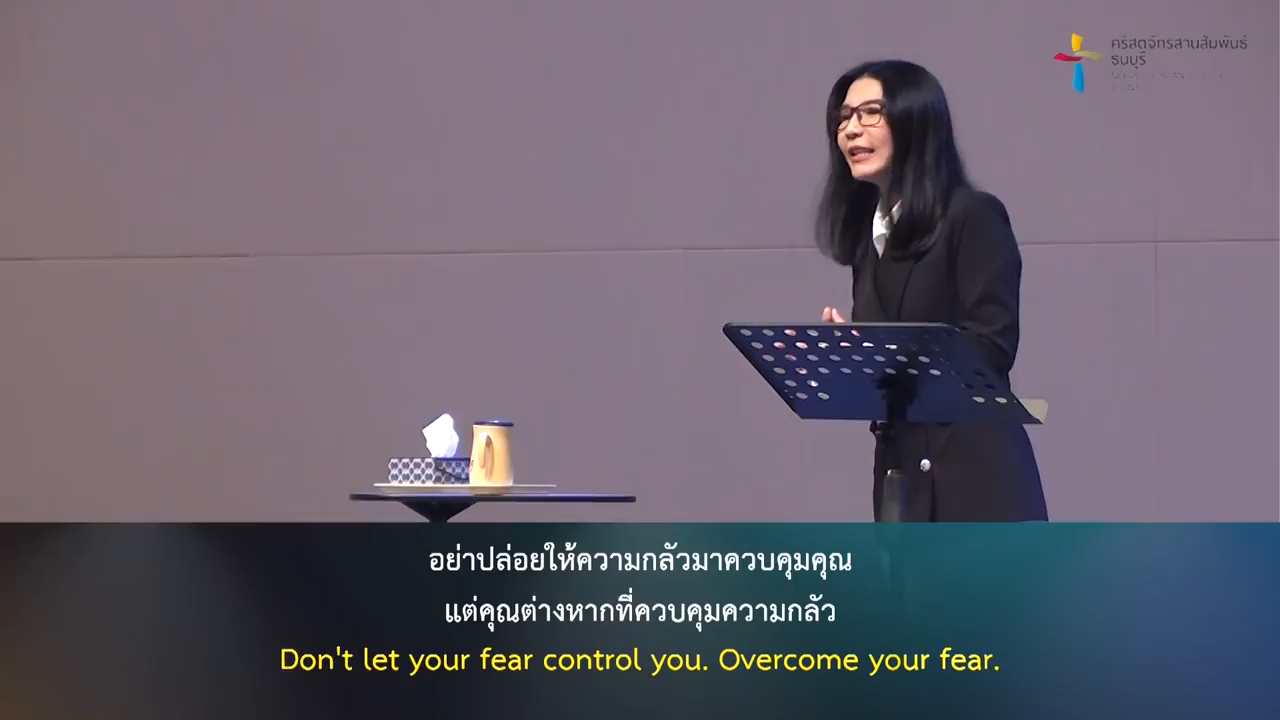 คริสตจักรสานสัมพันธ์
ธนบุรี
อย่าปล่อยให้ความกลัวมาควบคุมคุณ
แต่คุณต่างหากที่ควบคุมความกลัว
Don't let your fear control you. Overcome your fear.